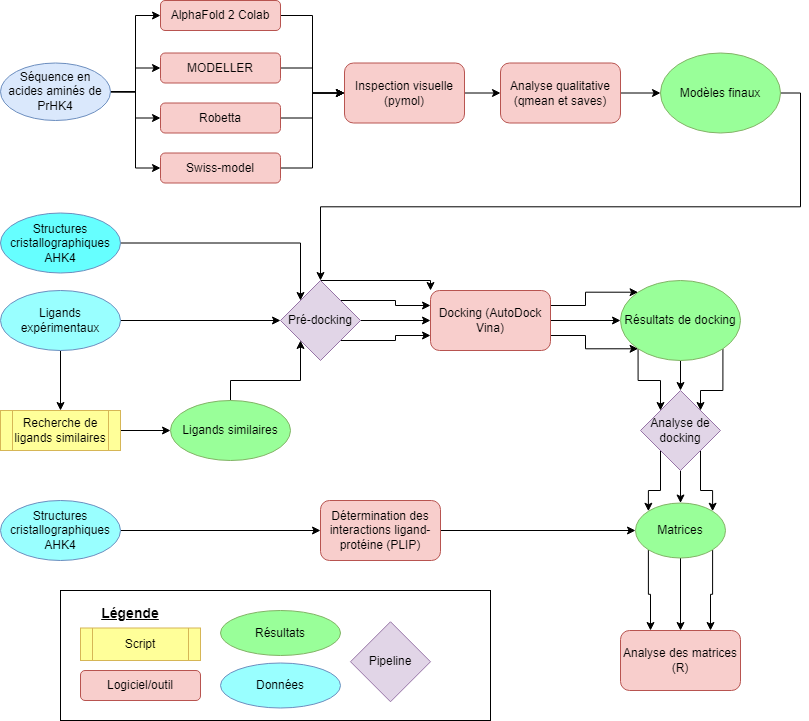 AlphaFold 2 Colab
MODELLER
Robetta
Swiss-model
Séquence en
acides aminés de
PrHK4
Inspection visuelle
(pymol)
Analyse qualitative
(qmean et saves)
Modèles finaux
Structures
cristallographiques
AHK4
Ligands
expérimentaux
Pré-docking
Docking (AutoDock
Vina)
Résultats de docking
Recherche de
ligands similaires
Ligands similaires
Analyse de
docking
Structures
cristallographiques
AHK4
Détermination des
interactions ligand-
protéine (PLIP)
Matrices
Analyse des matrices
(R)
Légende
Script
Résultats
Pipeline
Logiciel/outil
Données